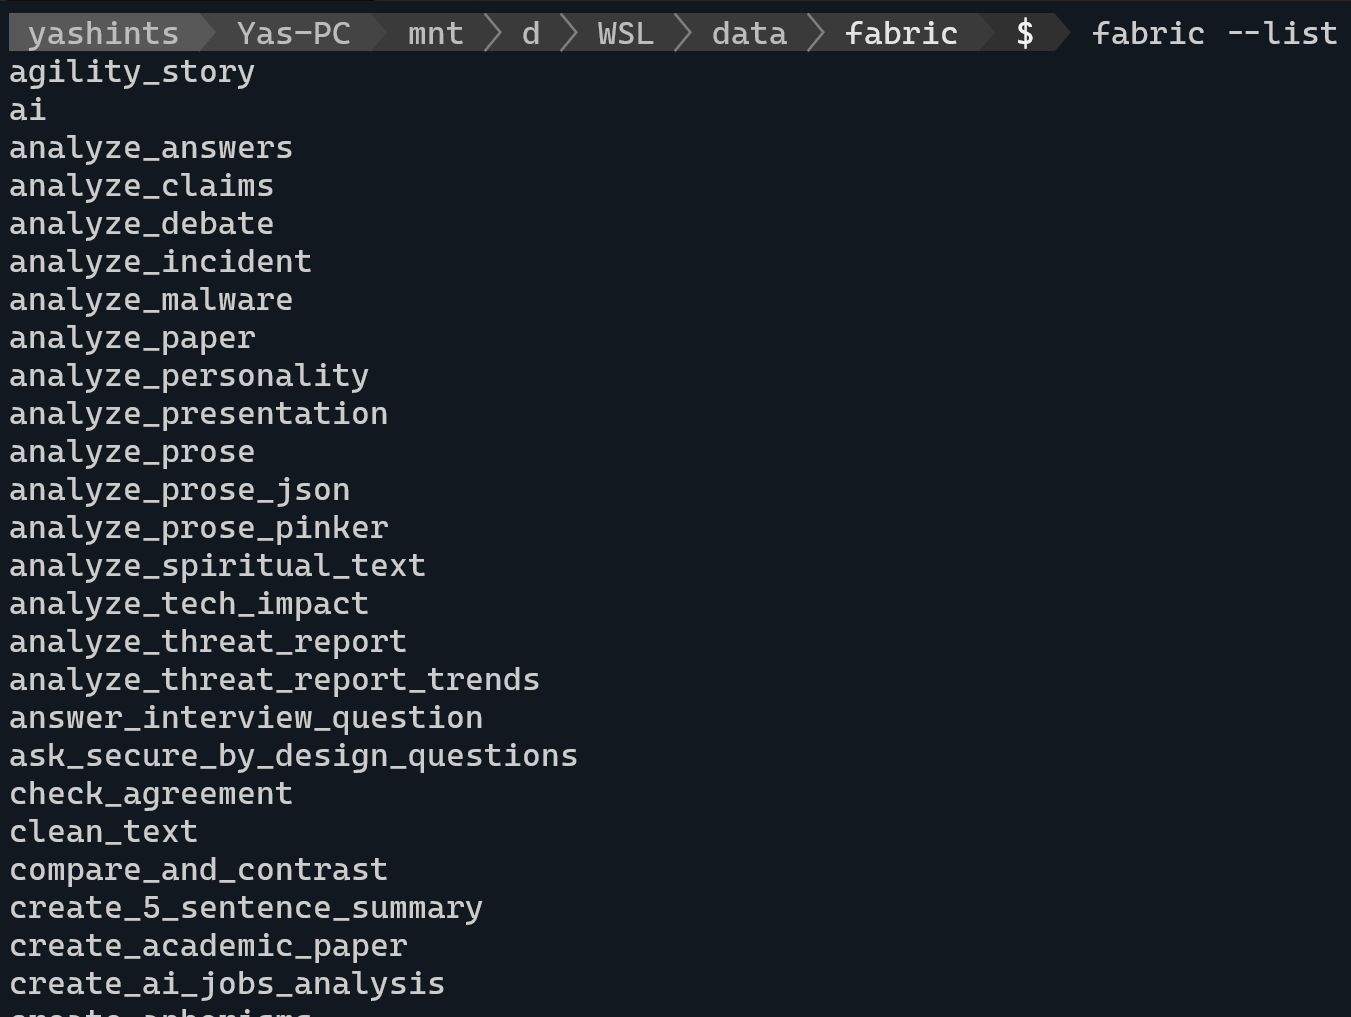 yashints Yas-PC mnt d WSL data fabric $ fabric --list
agility_story
ai
analyze_answers
analyze_claims
analyze_debate
analyze_incident
analyze_malware
analyze_paper
analyze_personality
analyze_presentation
analyze_prose
analyze_prose_json
analyze_prose_pinker
analyze_spiritual_text
analyze_tech_impact
analyze_threat_report
analyze_threat_report_trends
answer_interview_question
ask_secure_by_design_questions
check_agreement
clean_text
compare_and_contrast
create_5_sentence_summary
create_academic_paper
create_ai_jobs_analysis